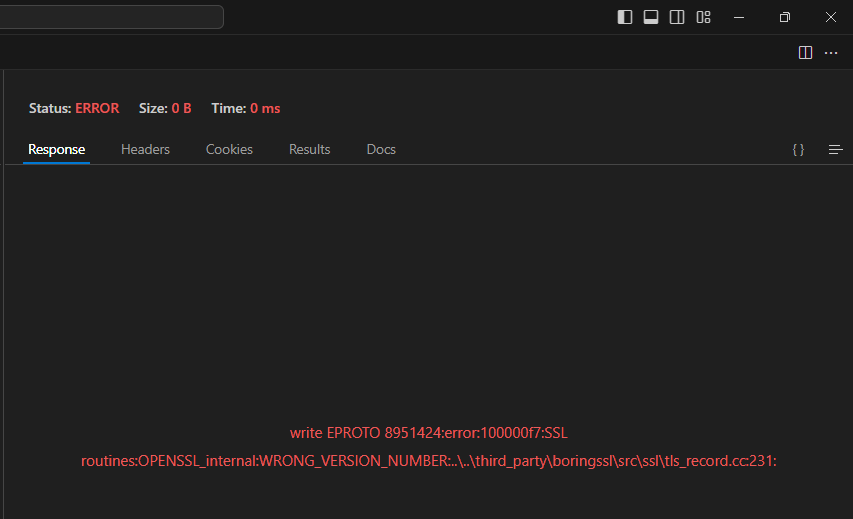 Status: ERROR Size: 0 B Time: 0 ms
Response Headers Cookies Results Docs { }
write EPROTO 8951424:error:100000f7:SSL
routines:OPENSSL_internal:WRONG_VERSION_NUMBER:..\..\third_party\boringssl\src\ssl\tls_record.cc:231: